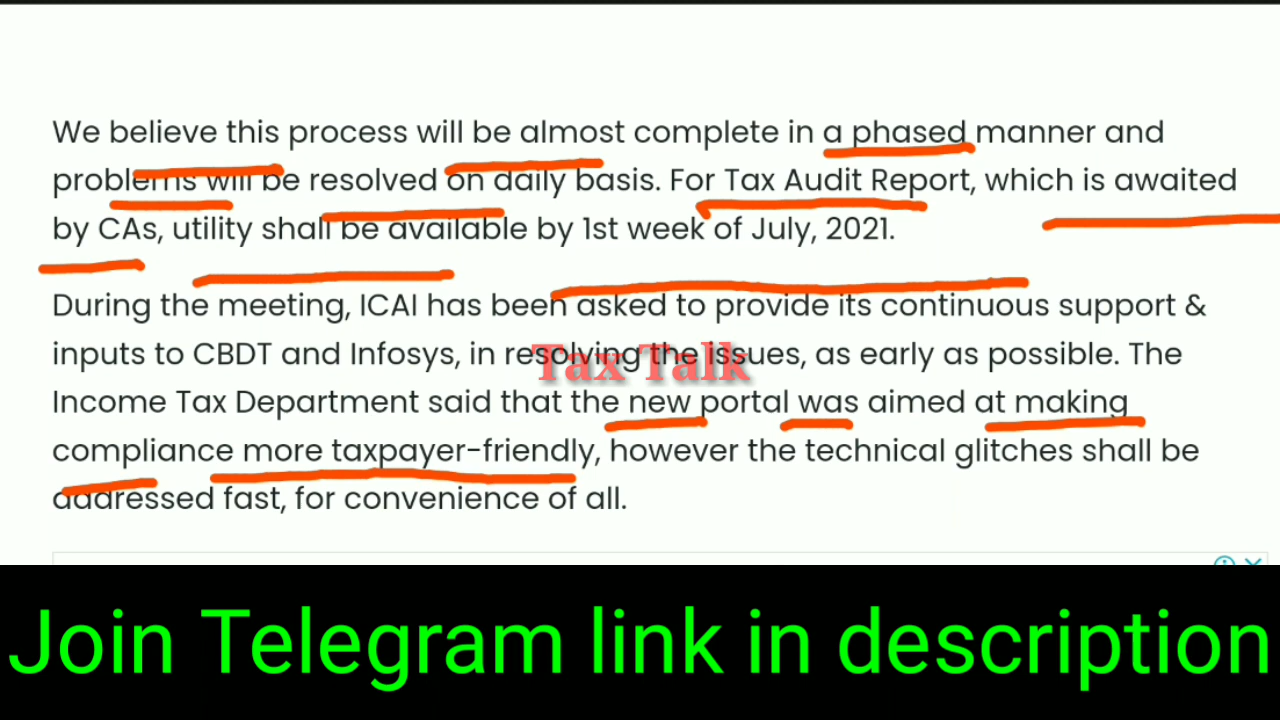 We believe this process will be almost complete in a phased manner and
problems will be resolved on daily basis. For Tax Audit Report, which is awaited
by CAs, utility shall be available by 1st week of July, 2021.
During the meeting, ICAI has been asked to provide its continuous support &
inputs to CBDT and Infosys, in resolving the issues, as early as possible. The
Tax Talk
Income Tax Department said that the new portal was aimed at making
compliance more taxpayer-friendly, however the technical glitches shall be
addressed fast, for convenience of all.
Join Telegram link in description